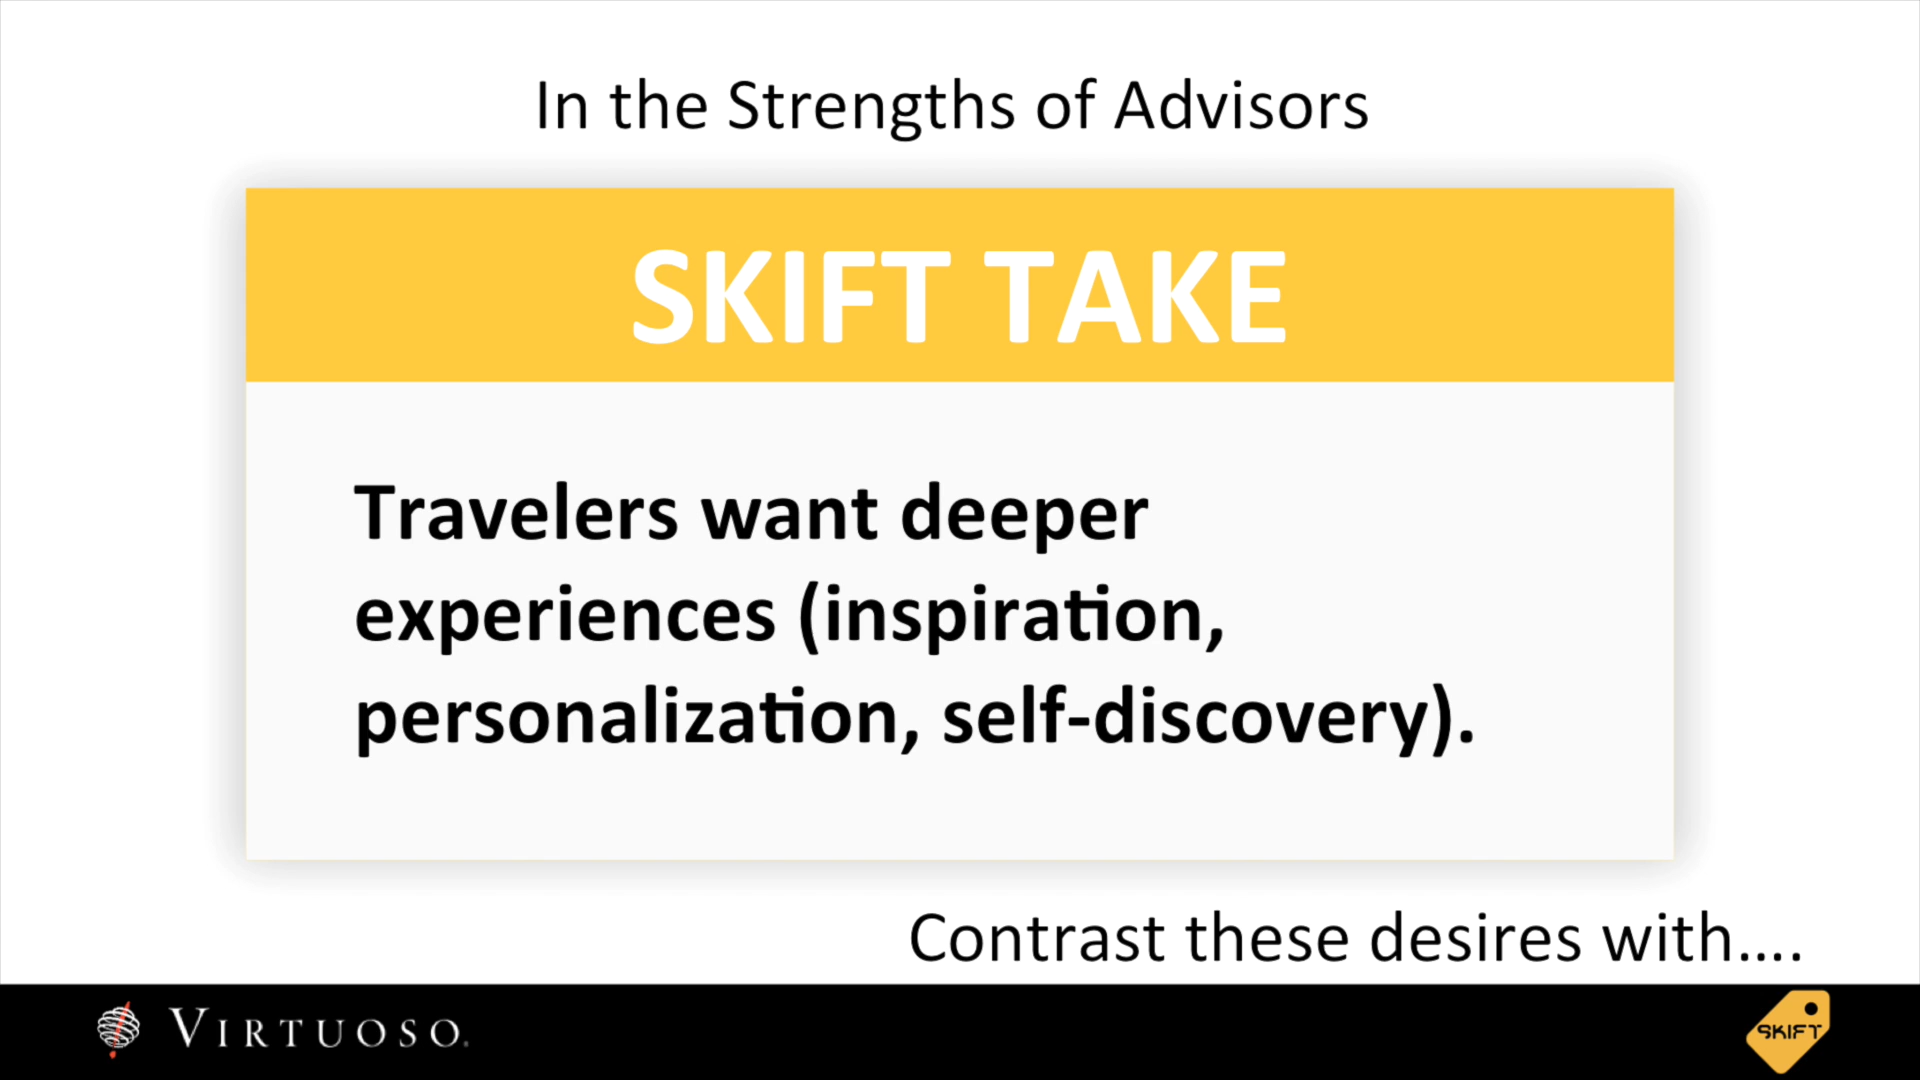 In the Strengths of Advisors
SKIFT TAKE
Travelers want deeper
experiences (inspiration,
personalization, self-discovery).
Contrast these desires with....
VIRTUOSO.
SKIFT